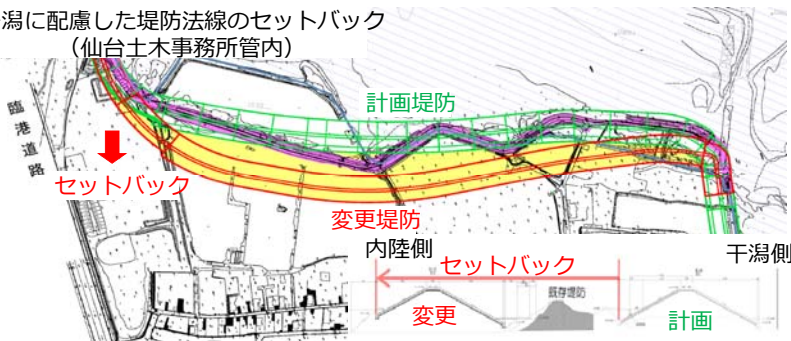 潟に配慮した堤防法線のセットバック
（仙台土木事務所管内）
臨港道路
計画堤防
セットバック
変更堤防
内陸側
セットバック
干潟側
既存堤防
変更
計画